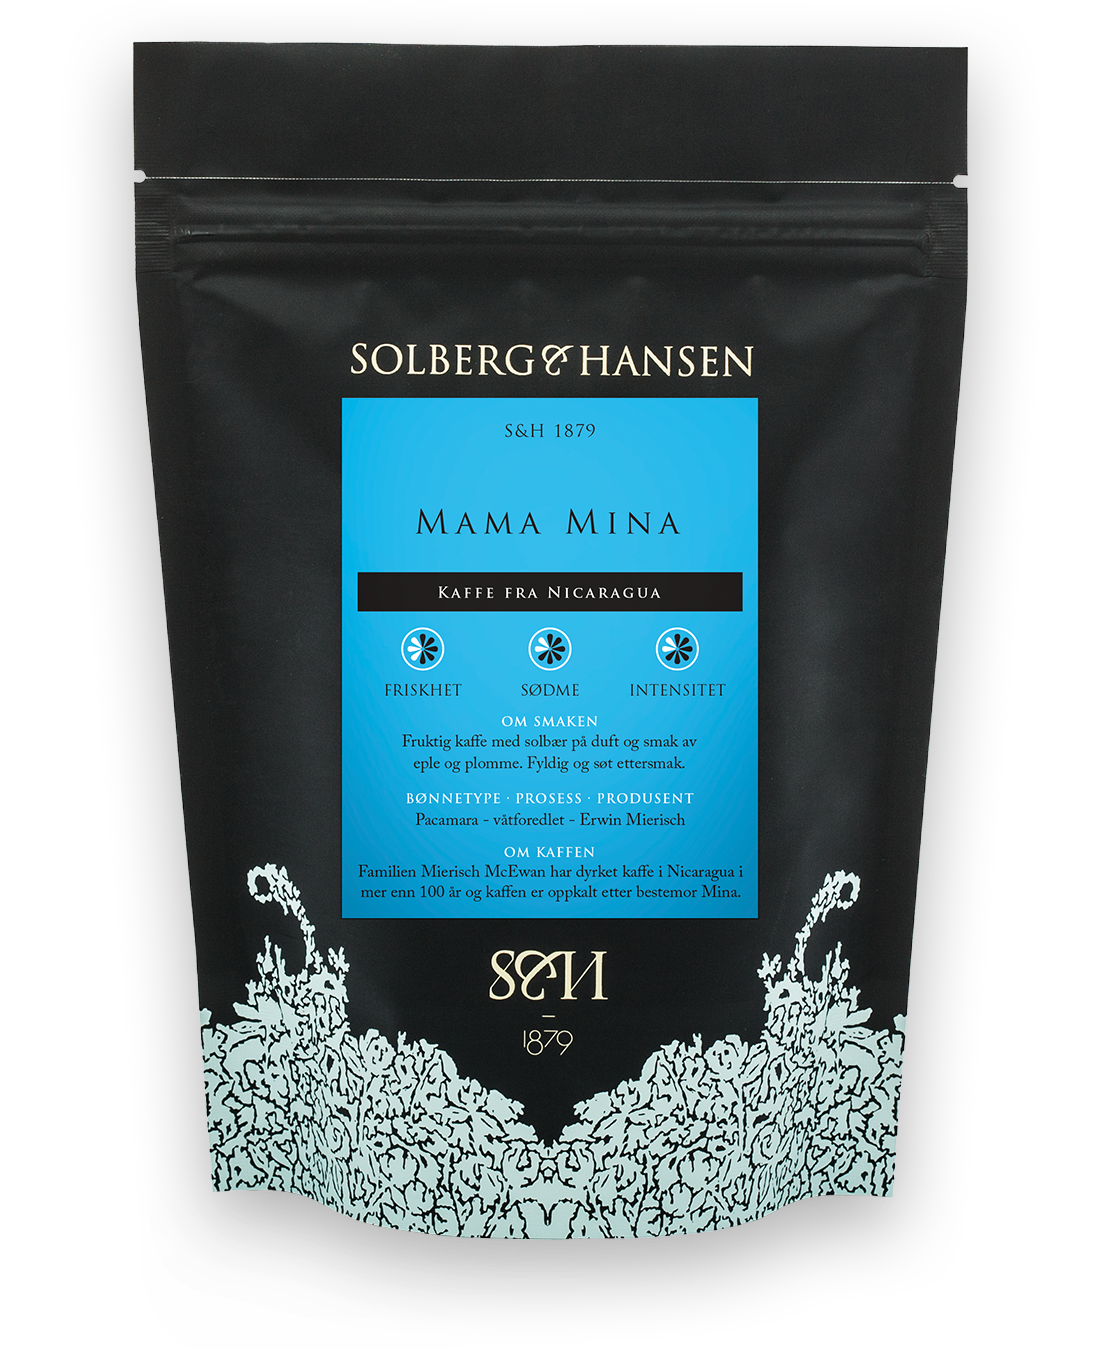 SOLBERG & HANSEN
S&H 1879
MAMA MINA
KAFFE FRA NICARAGUA
FRISKHET SØDME INTENSITET
OM SMAKEN
Fruktig kaffe med solbær på duft og smak av
eple og plomme. Fyldig og søt ettersmak.
BØNNETYPE · PROSESS · PRODUSENT
Pacamara - våtforedlet - Erwin Mierisch
OM KAFFEN
Familien Mierisch McEwan har dyrket kaffe i Nicaragua i
mer enn 100 år og kaffen er oppkalt etter bestemor Mina.
S&H
1879